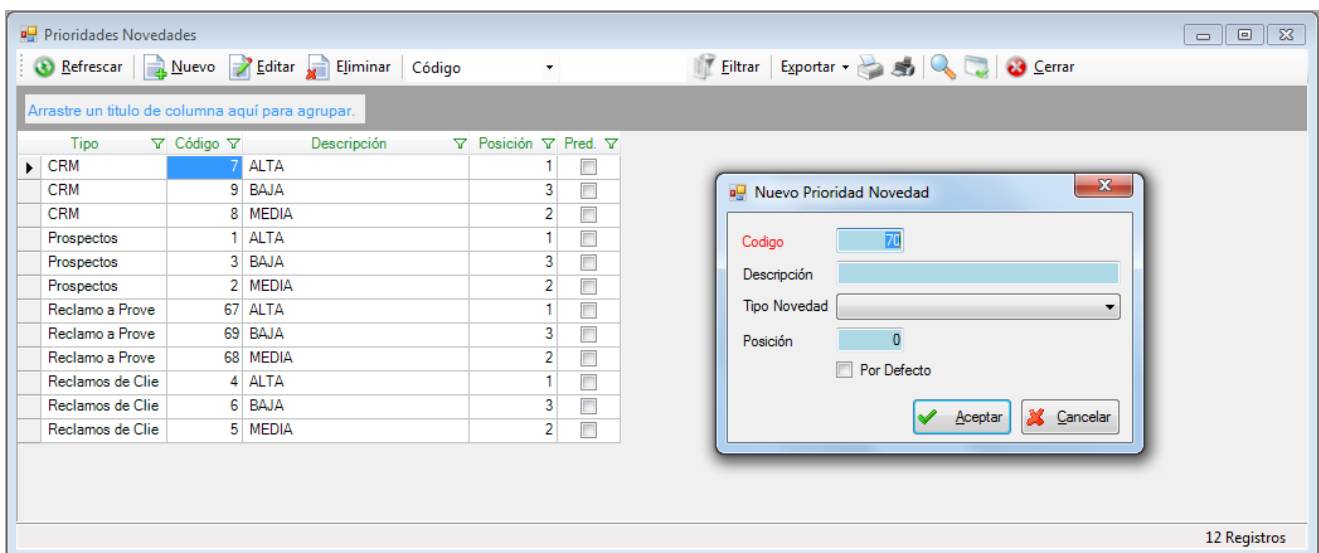 Prioridades Novedades
Refrescar Nuevo Editar Eliminar Código Filtrar Exportar Cerrar
Arrastre un titulo de columna aquí para agrupar.
Tipo Código Descripción Posición Pred.
CRM 7 ALTA 1
CRM 9 BAJA 3
CRM 8 MEDIA 2
Prospectos 1 ALTA 1
Prospectos 3 BAJA 3
Prospectos 2 MEDIA 2
Reclamo a Prove 67 ALTA 1
Reclamo a Prove 69 BAJA 3
Reclamo a Prove 68 MEDIA 2
Reclamos de Clie 4 ALTA 1
Reclamos de Clie 6 BAJA 3
Reclamos de Clie 5 MEDIA 2
Nuevo Prioridad Novedad
Codigo 70
Descripción
Tipo Novedad
Posición 0
Por Defecto
Aceptar Cancelar
12 Registros